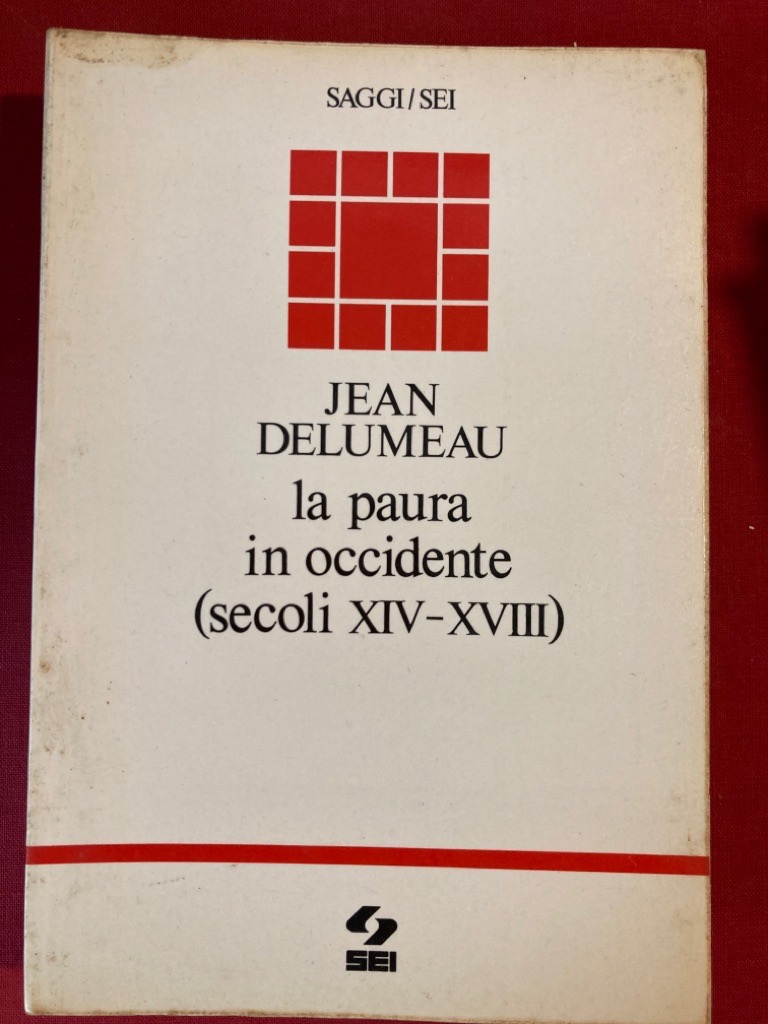 SAGGI/SEI
JEAN
DELUMEAU
la paura
in occidente
(secoli XIV-XVIII)
SEI